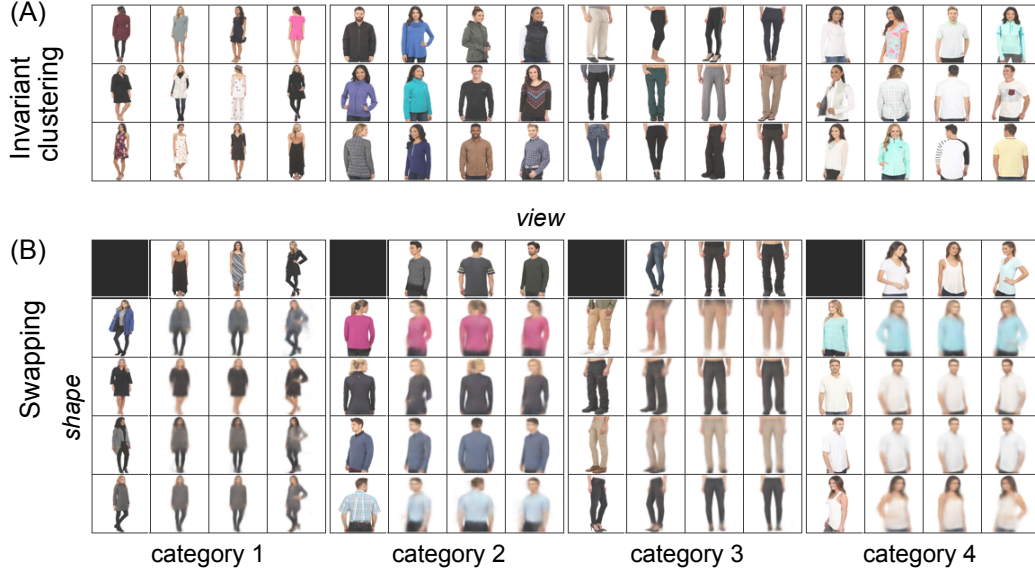 (A)
Invariant
clustering
view
(B)
Swapping
shape
category 1
category 2
category 3
category 4